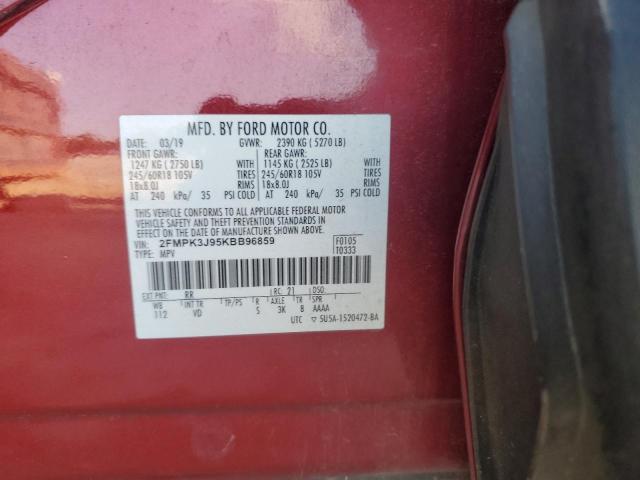 MFD. BY FORD MOTOR CO.
DATE: 03/19 GVWR: 2390 KG ( 5270 LB)
FRONT GAWR: REAR GAWR:
1247 KG ( 2750 LB) WITH 1145 KG ( 2525 LB) WITH
245/60R18 105V TIRES 245/60R18 105V TIRES
18x8.0J RIMS 18x8.0J RIMS
AT 240 kPa/ 35 PSI COLD AT 240 kPa/ 35 PSI COLD
THIS VEHICLE CONFORMS TO ALL APPLICABLE FEDERAL MOTOR
VEHICLE SAFETY AND THEFT PREVENTION STANDARDS IN
EFFECT ON THE DATE OF MANUFACTURE SHOWN ABOVE.
VIN: 2FMPK3J95KBB96859 F0T05
TYPE: MPV T0333
EXT PNT: RR RC: 21 DSO:
WB INT TR TP/PS R AXLE TR SPR
112 VD S 3K 8 AAAA
UTC ▽ 5U5A-1520472-BA